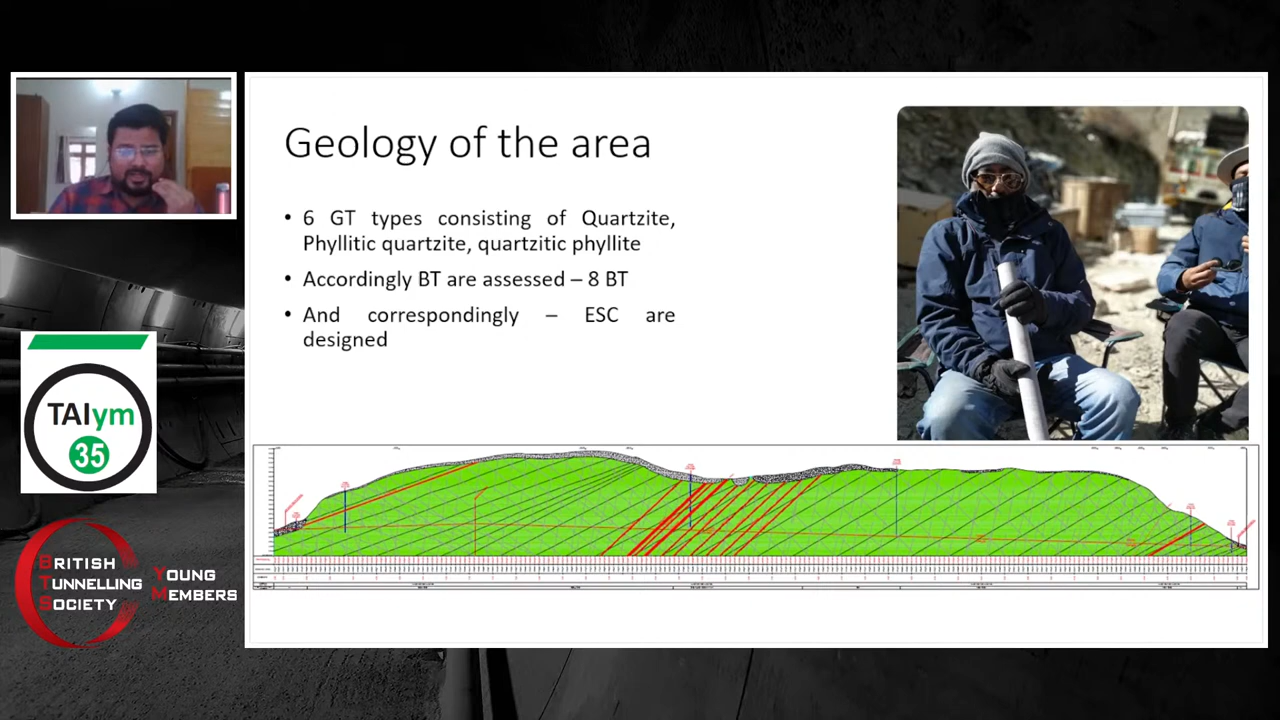 Geology of the area
• 6 GT types consisting of Quartzite,
Phyllitic quartzite, quartzitic phyllite
• Accordingly BT are assessed – 8 BT
• And correspondingly – ESC are
designed
TAIym
35
BRITISH
TUNNELLING
SOCIETY
YOUNG
MEMBERS